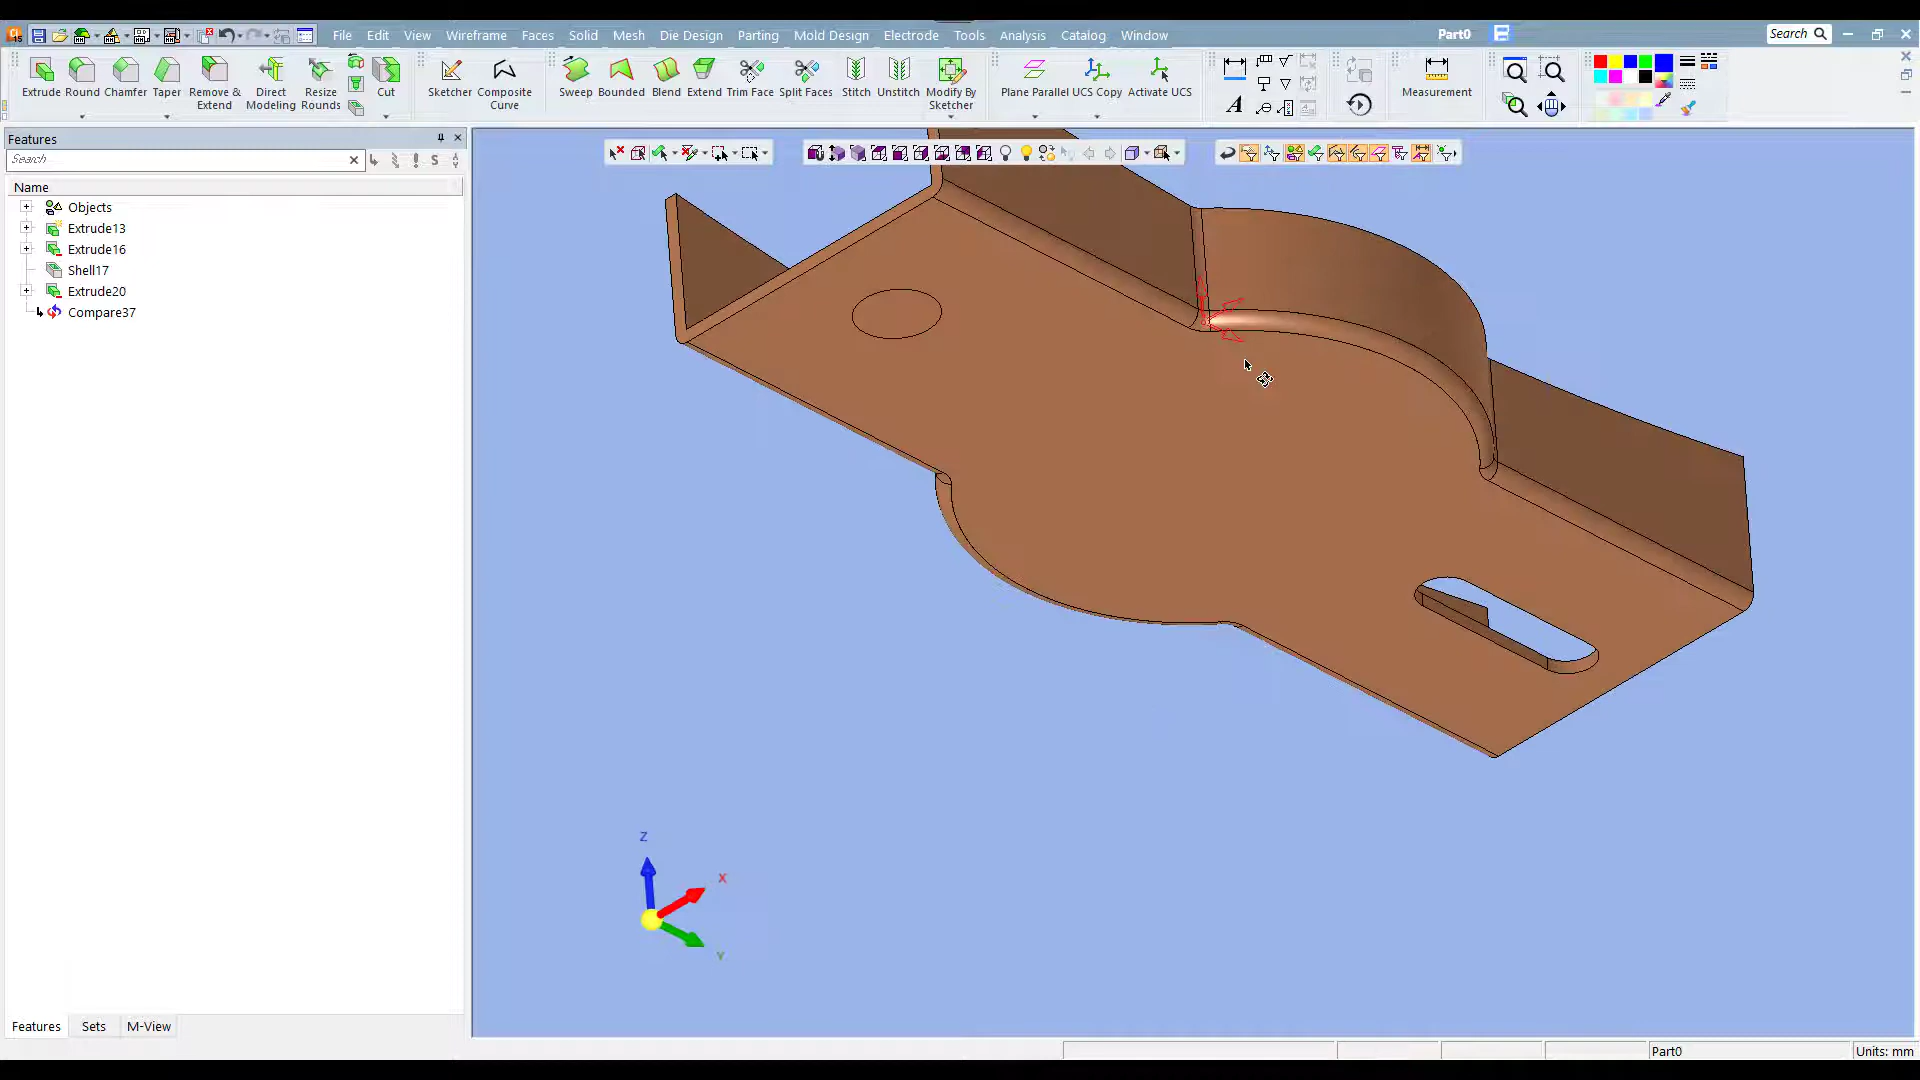 15
File Edit View Wireframe Faces Solid Mesh Die Design Parting Mold Design Electrode Tools Analysis Catalog Window
Part0
Search
Extrude Round Chamfer Taper Remove & Extend Direct Modeling Resize Rounds Cut
Sketcher Composite Curve
Sweep Bounded Blend Extend Trim Face Split Faces Stitch Unstitch Modify By Sketcher
Plane Parallel UCS Copy Activate UCS
A
Measurement
Features
Search
S
Name
Objects
Extrude13
Extrude16
Shell17
Extrude20
Compare37
Z
X
Y
Features Sets M-View
Part0
Units: mm